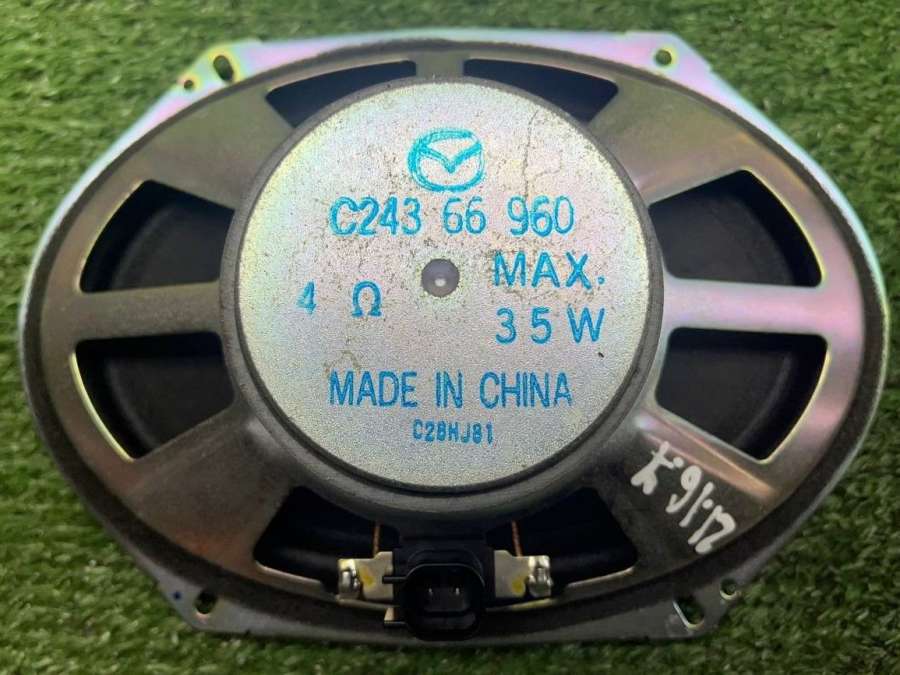 C243 66 960
4 Ω MAX.
35W
MADE IN CHINA
C28HJ81